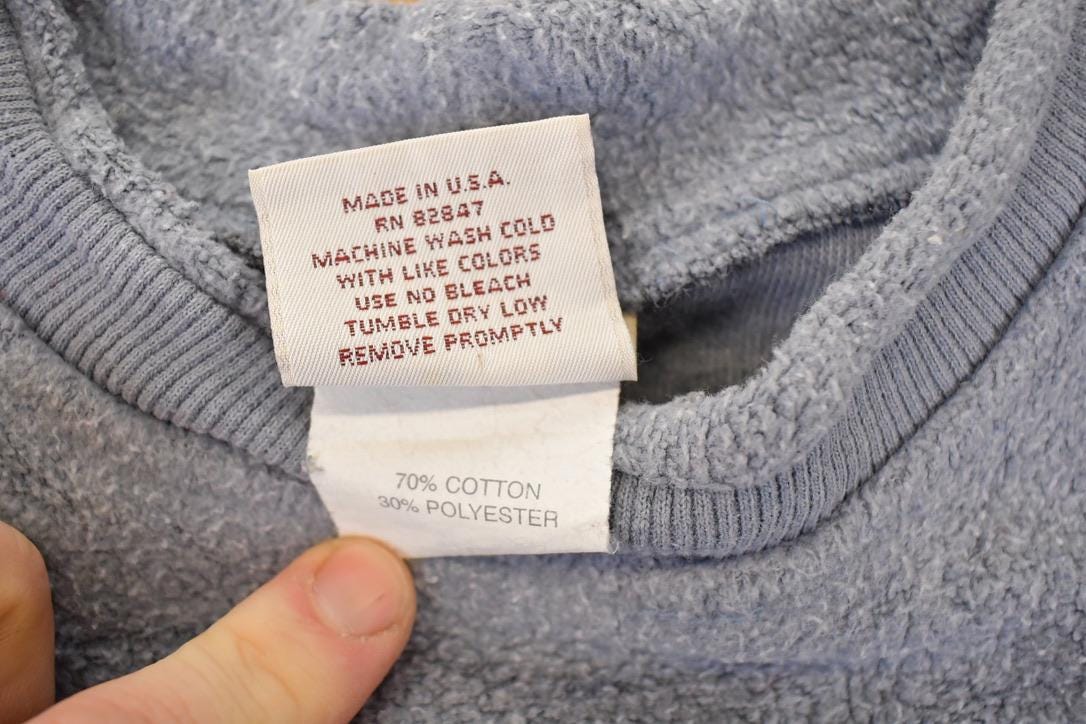 MADE IN U.S.A.
RN 82847
MACHINE WASH COLD
WITH LIKE COLORS
USE NO BLEACH
TUMBLE DRY LOW
REMOVE PROMPTLY
70% COTTON
30% POLYESTER